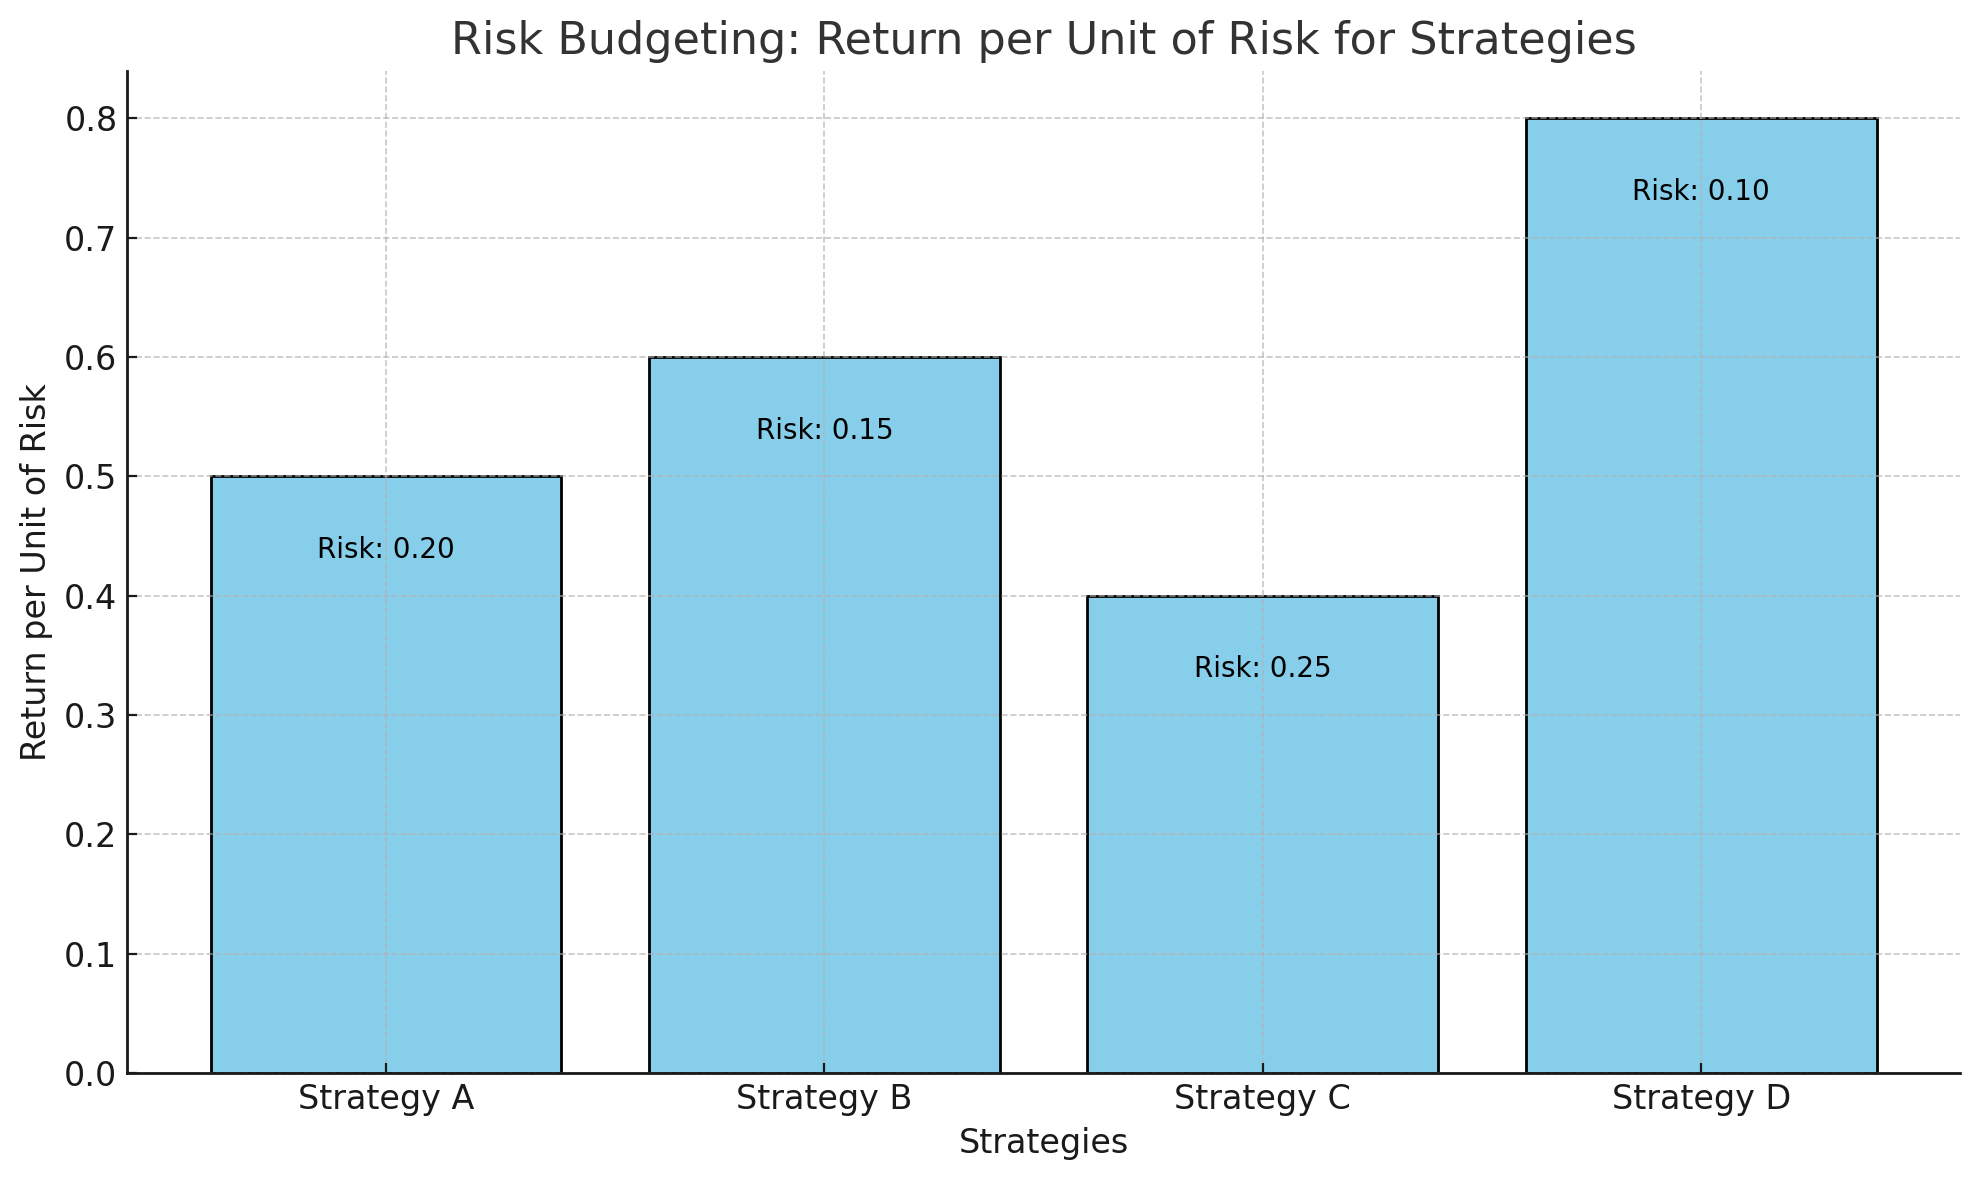 Risk Budgeting: Return per Unit of Risk for Strategies
Return per Unit of Risk
0.8
0.7
0.6
0.5
0.4
0.3
0.2
0.1
0.0
Risk: 0.20
Risk: 0.15
Risk: 0.25
Risk: 0.10
Strategy A
Strategy B
Strategy C
Strategy D
Strategies